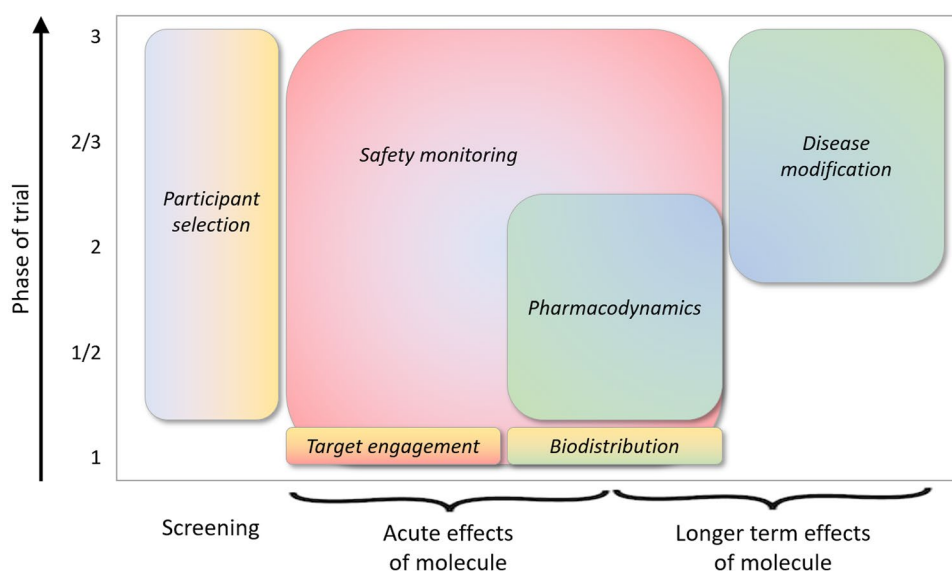 Phase of trial
3
2/3
2
1/2
1
Participant
selection
Safety monitoring
Disease
modification
Pharmacodynamics
Target engagement
Biodistribution
Screening
Acute effects
of molecule
Longer term effects
of molecule